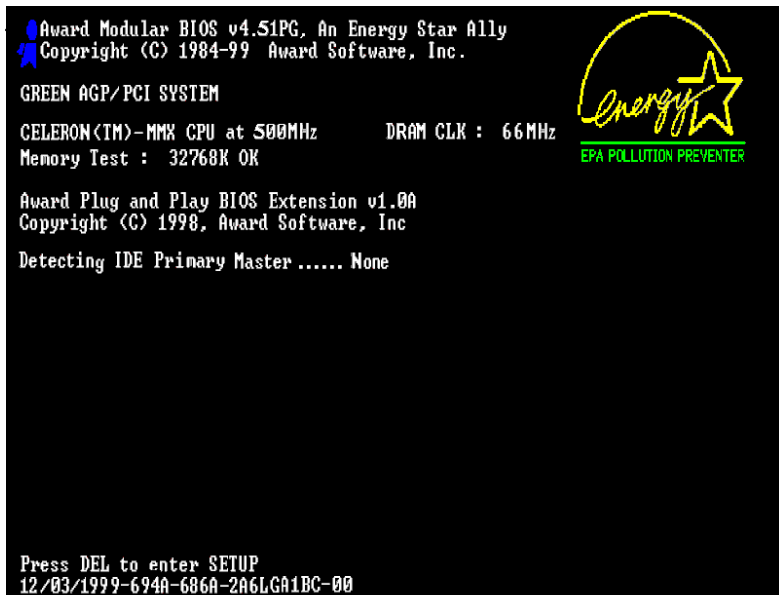 Award Modular BIOS v4.51PG, An Energy Star Ally
Copyright (C) 1984-99 Award Software, Inc.
energy
EPA POLLUTION PREVENTER
GREEN AGP/PCI SYSTEM
CELERON(TM)-MMX CPU at 500MHz DRAM CLK : 66MHz
Memory Test : 32768K OK
Award Plug and Play BIOS Extension v1.0A
Copyright (C) 1998, Award Software, Inc
Detecting IDE Primary Master ...... None
Press DEL to enter SETUP
12/03/1999-694A-686A-2A6LGA1BC-00